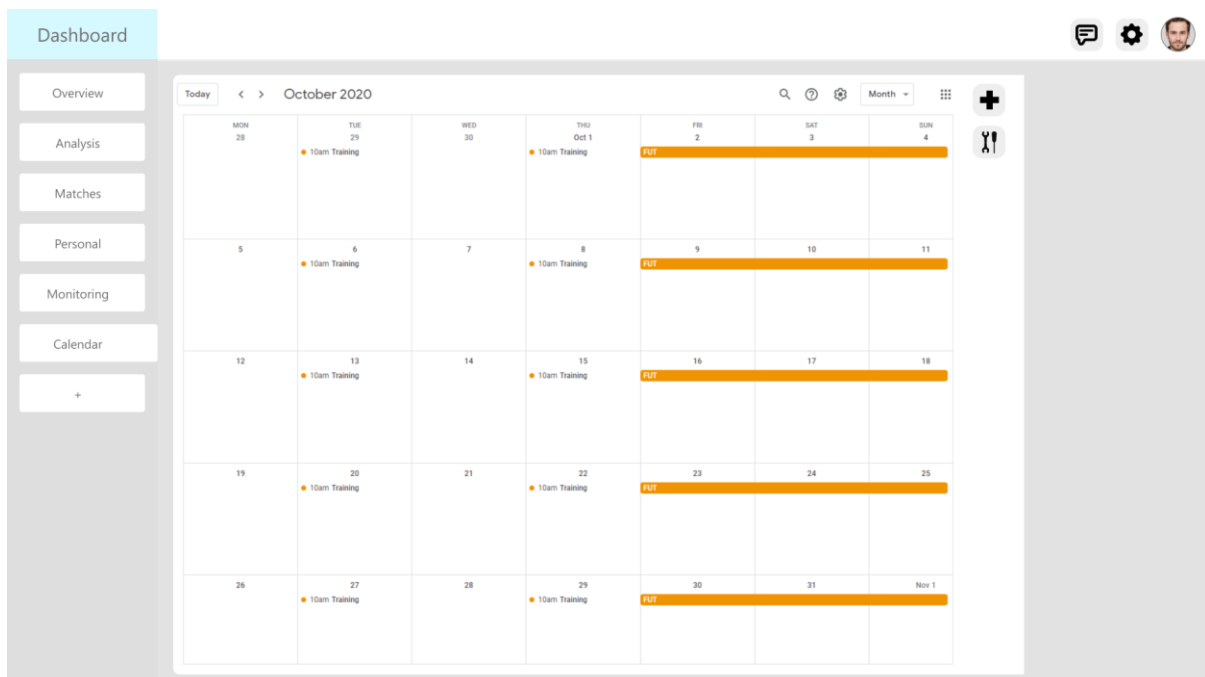 Dashboard
Overview
Analysis
Matches
Personal
Monitoring
Calendar
+
Today < > October 2020 Month
MON TUE WED THU FRI SAT SUN
28 29 30 Oct 1 2 3 4
10am Training 10am Training FUT
5 6 7 8 9 10 11
10am Training 10am Training FUT
12 13 14 15 16 17 18
10am Training 10am Training FUT
19 20 21 22 23 24 25
10am Training 10am Training FUT
26 27 28 29 30 31 Nov 1
10am Training 10am Training FUT